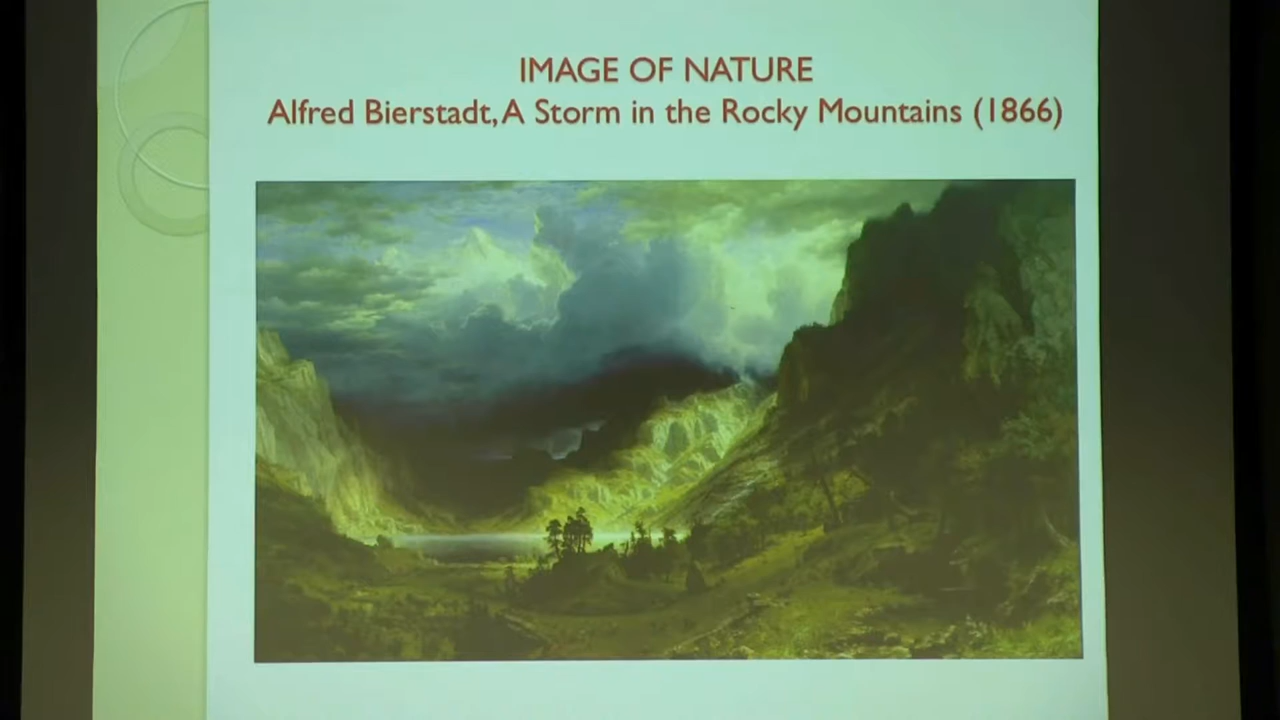 IMAGE OF NATURE
Alfred Bierstadt, A Storm in the Rocky Mountains (1866)